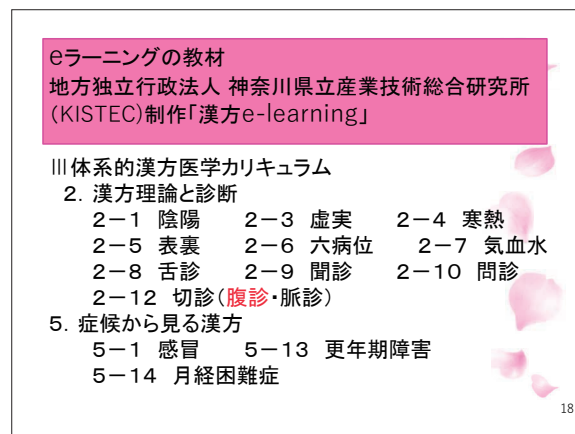 eラーニングの教材
地方独立行政法人 神奈川県立産業技術総合研究所
(KISTEC)制作｢漢方e-learning」
Ⅲ体系的漢方医学カリキュラム
2．漢方理論と診断
2－1 陰陽　　2－3 虚実　　2－4 寒熱
2－5 表裏　　2－6 六病位　　2－7 気血水
2－8 舌診　　2－9 聞診　　2－10 問診
2－12 切診（腹診・脈診）
5．症候から見る漢方
5－1 感冒　　5－13 更年期障害
5－14 月経困難症
18